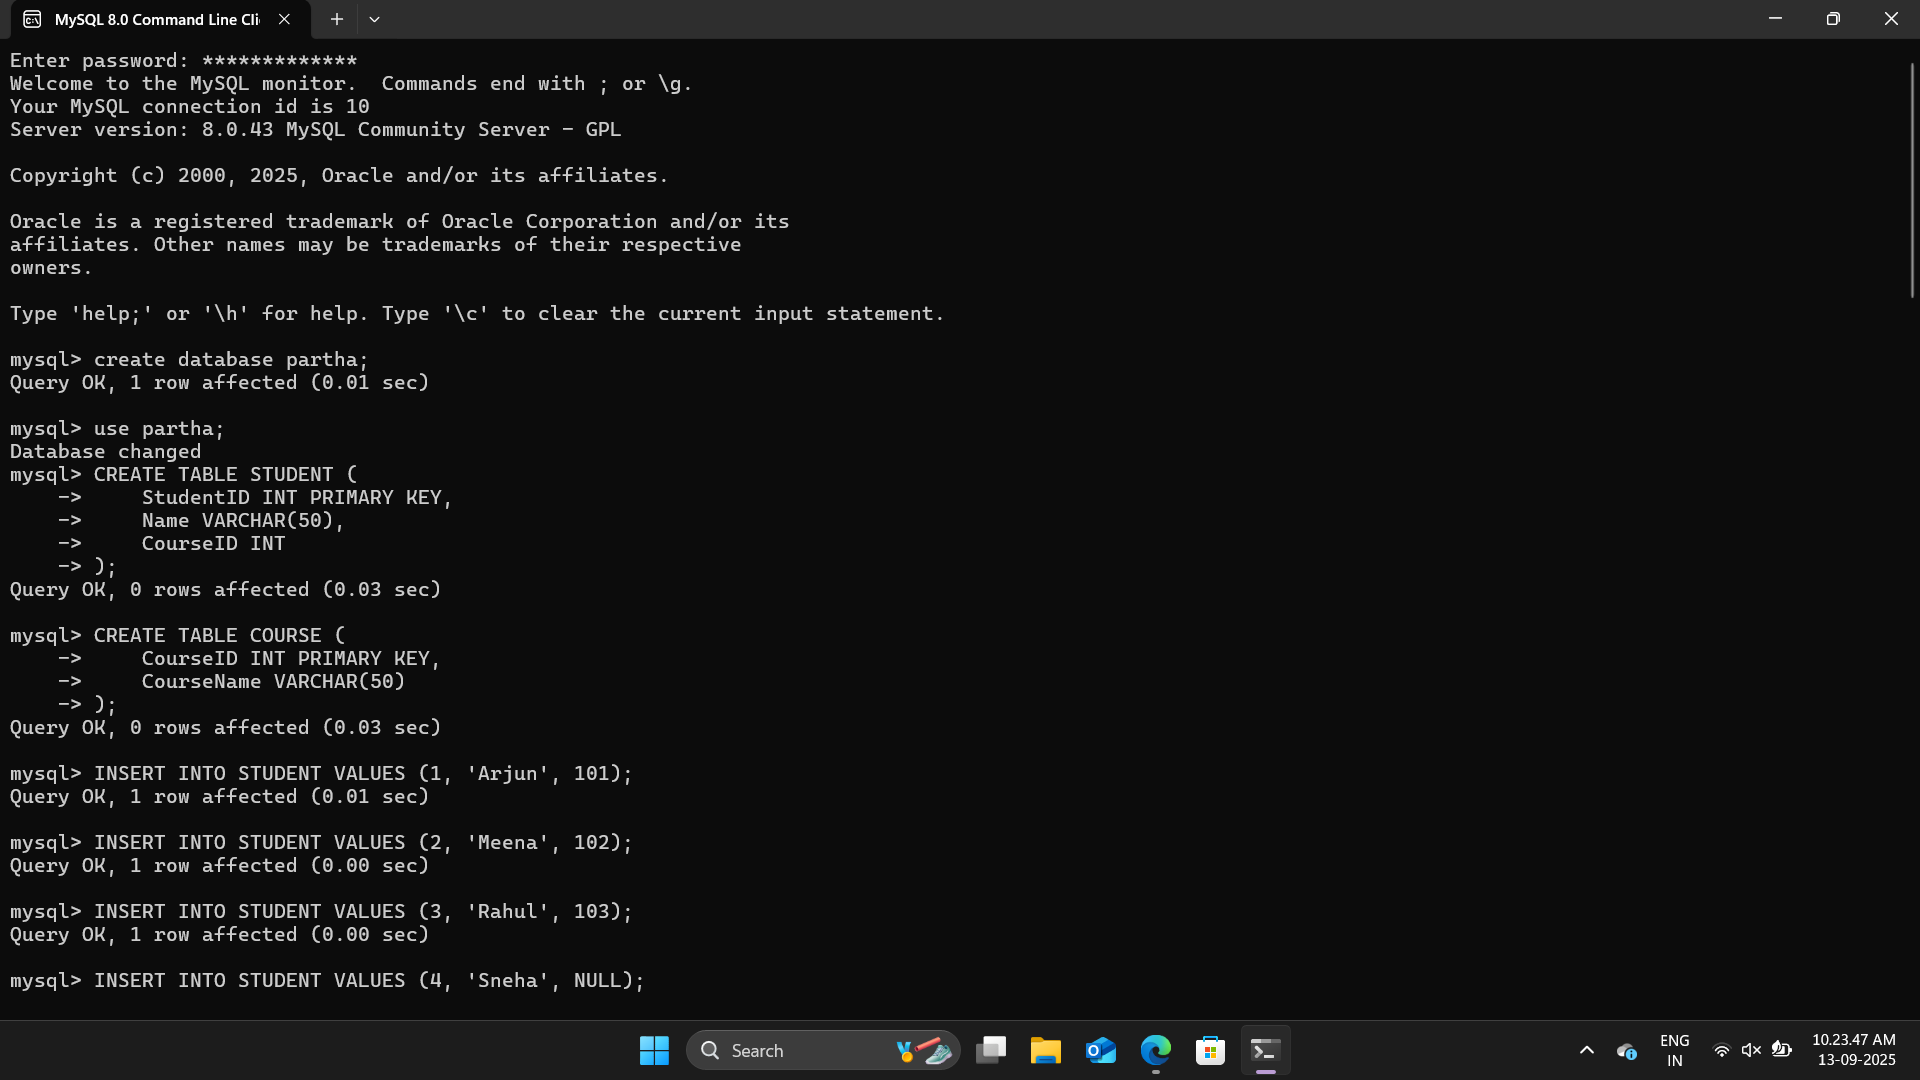 MySQL 8.0 Command Line Cli
Enter password: *************
Welcome to the MySQL monitor.  Commands end with ; or \g.
Your MySQL connection id is 10
Server version: 8.0.43 MySQL Community Server - GPL
Copyright (c) 2000, 2025, Oracle and/or its affiliates.
Oracle is a registered trademark of Oracle Corporation and/or its
affiliates. Other names may be trademarks of their respective
owners.
Type 'help;' or '\h' for help. Type '\c' to clear the current input statement.
mysql> create database partha;
Query OK, 1 row affected (0.01 sec)
mysql> use partha;
Database changed
mysql> CREATE TABLE STUDENT (
    ->     StudentID INT PRIMARY KEY,
    ->     Name VARCHAR(50),
    ->     CourseID INT
    -> );
Query OK, 0 rows affected (0.03 sec)
mysql> CREATE TABLE COURSE (
    ->     CourseID INT PRIMARY KEY,
    ->     CourseName VARCHAR(50)
    -> );
Query OK, 0 rows affected (0.03 sec)
mysql> INSERT INTO STUDENT VALUES (1, 'Arjun', 101);
Query OK, 1 row affected (0.01 sec)
mysql> INSERT INTO STUDENT VALUES (2, 'Meena', 102);
Query OK, 1 row affected (0.00 sec)
mysql> INSERT INTO STUDENT VALUES (3, 'Rahul', 103);
Query OK, 1 row affected (0.00 sec)
mysql> INSERT INTO STUDENT VALUES (4, 'Sneha', NULL);
Search
ENG
IN
10.23.47 AM
13-09-2025